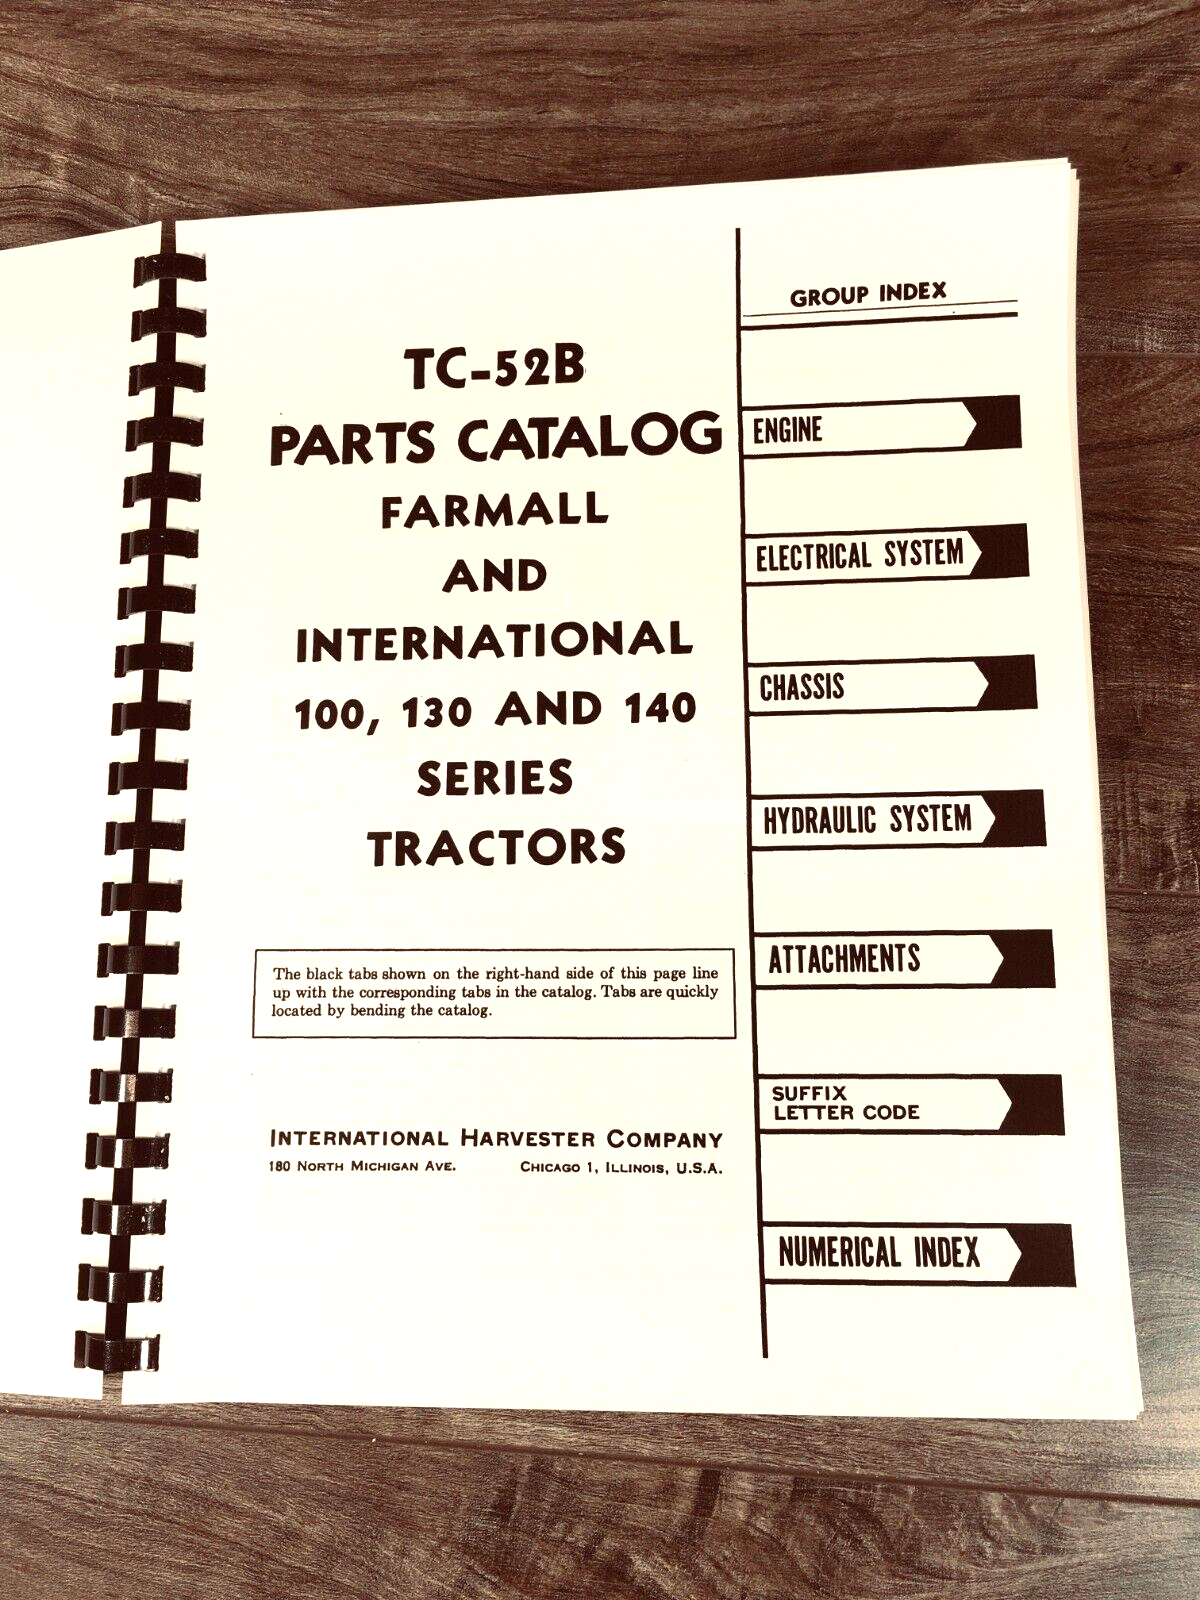 TC-52B
PARTS CATALOG
FARMALL
AND
INTERNATIONAL
100, 130 AND 140
SERIES
TRACTORS
The black tabs shown on the right-hand side of this page line
up with the corresponding tabs in the catalog. Tabs are quickly
located by bending the catalog.
INTERNATIONAL HARVESTER COMPANY
180 NORTH MICHIGAN AVE. CHICAGO 1, ILLINOIS, U.S.A.
GROUP INDEX
ENGINE
ELECTRICAL SYSTEM
CHASSIS
HYDRAULIC SYSTEM
ATTACHMENTS
SUFFIX
LETTER CODE
NUMERICAL INDEX